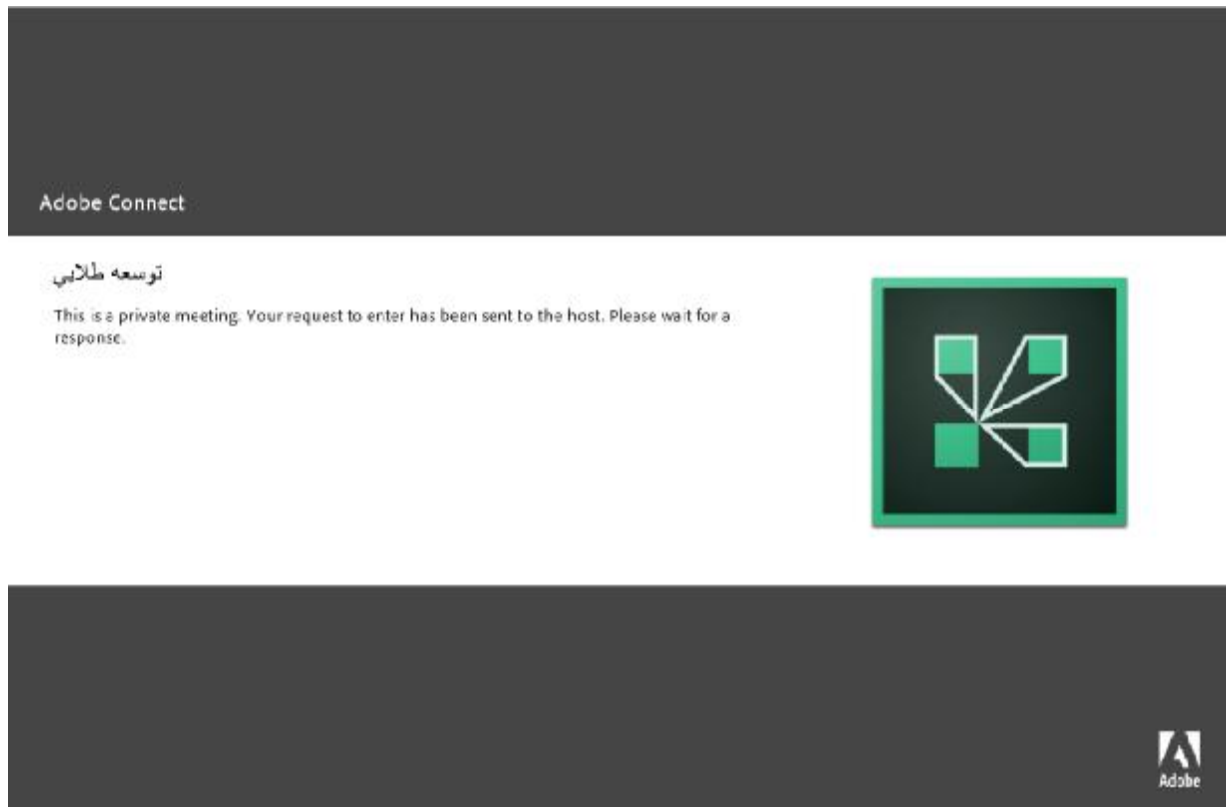 Adobe Connect
توسعه طلايي
This is a private meeting. Your request to enter has been sent to the host. Please wait for a
response.
Adobe